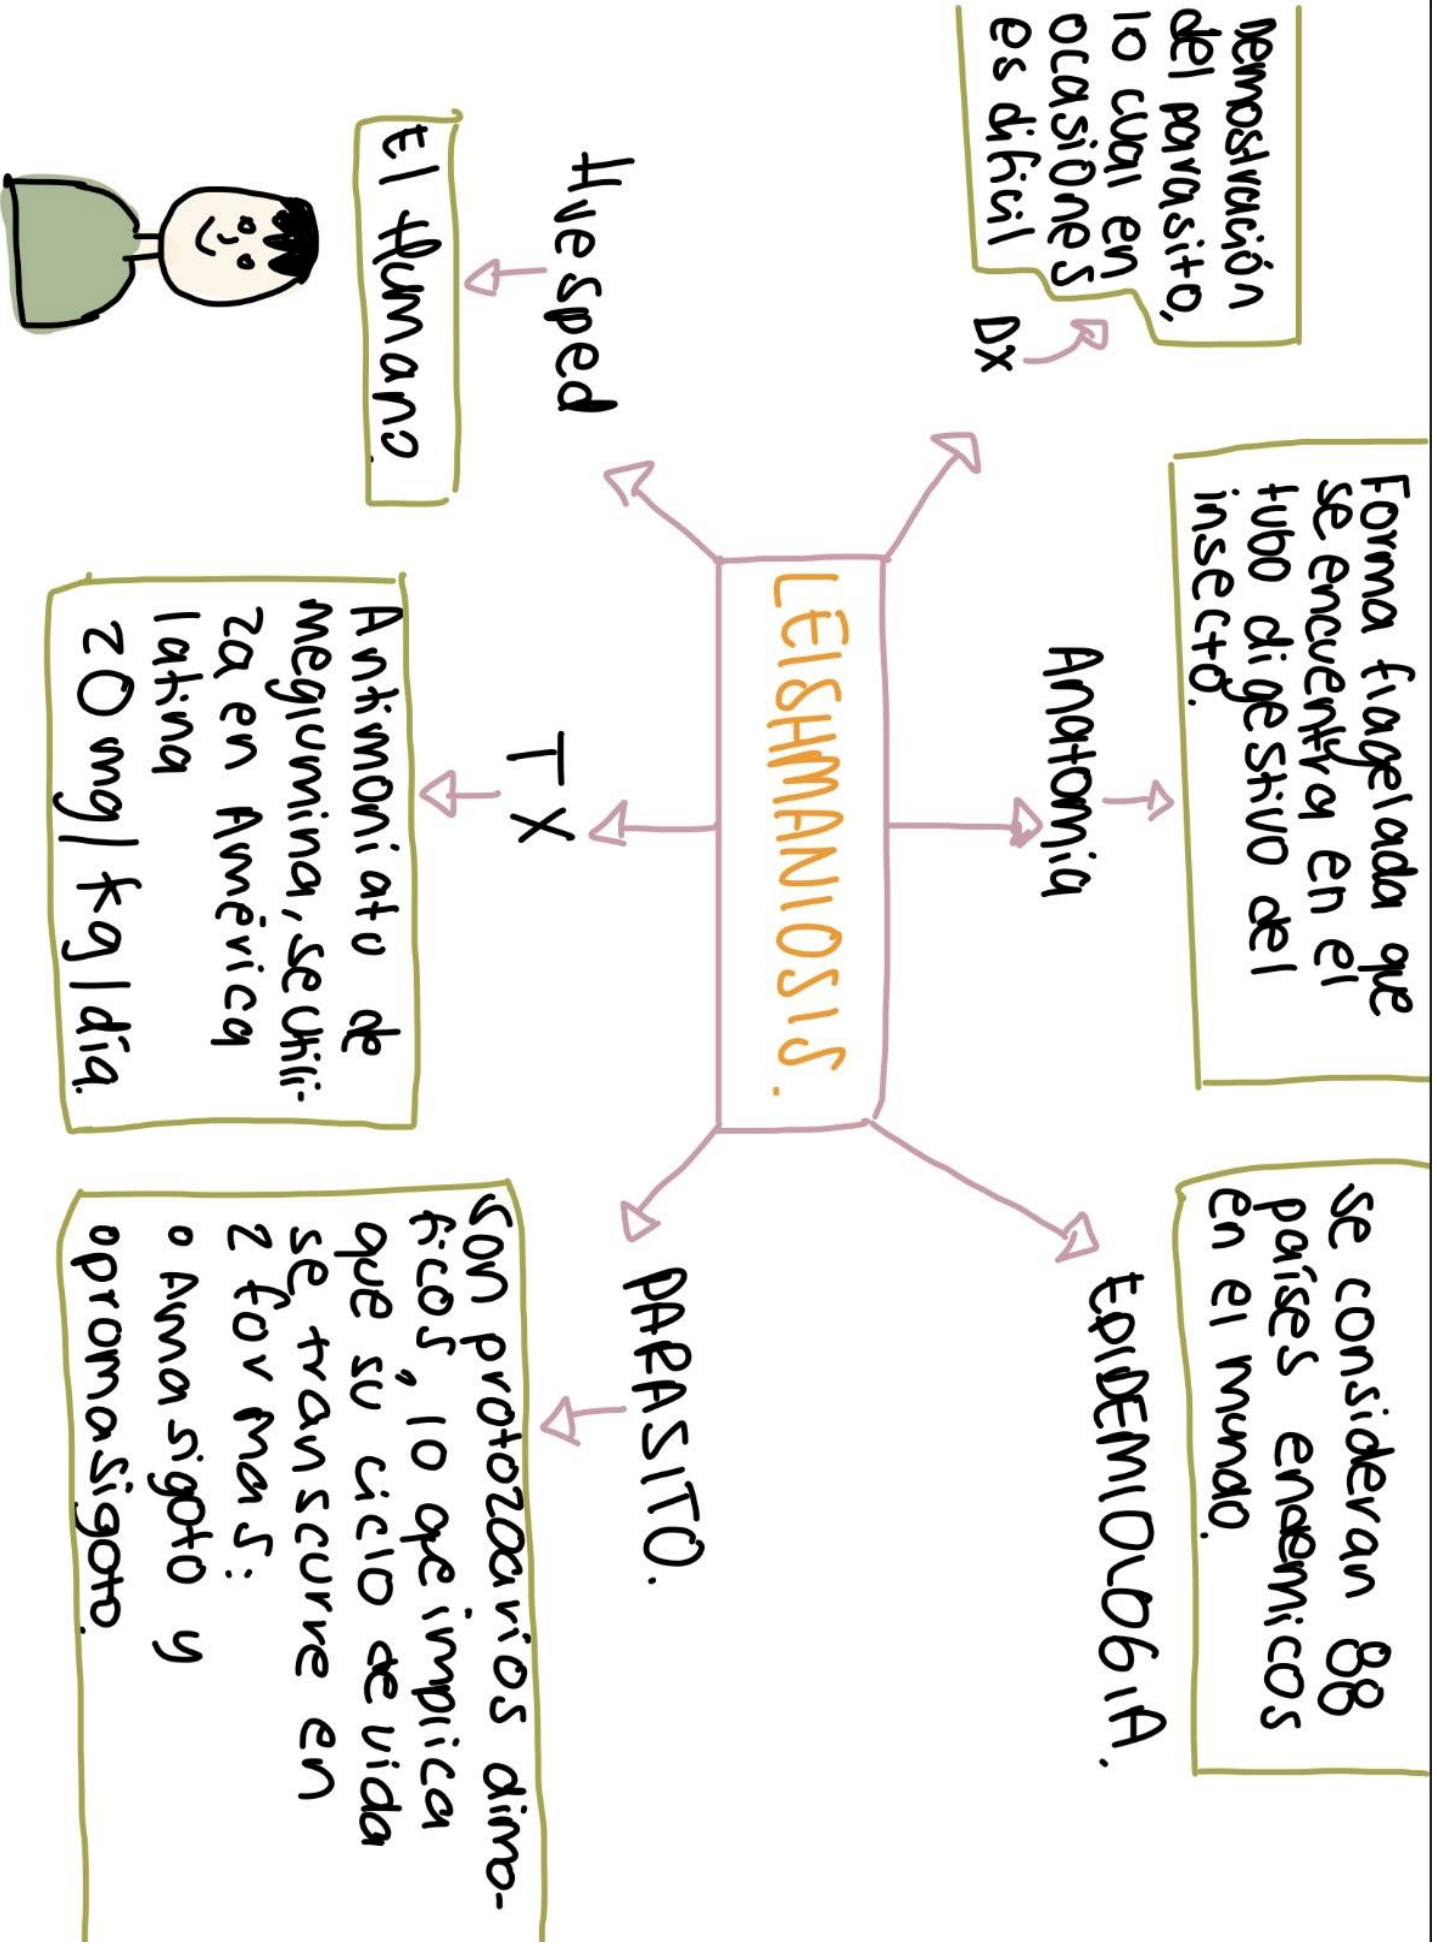 Demostración
del parasito,
lo cual en
ocasiones
es dificil
Dx
Forma flagelada que
se encuentra en el
tubo digestivo del
insecto.
Anatomia
se consideran 88
países endemicos
en el mundo.
EPIDEMIOLOGIA.
LEISHMANIOSIS.
Huesped
El Humano.
TX
Antimoniato de
meglumina, se utili-
za en América
latina
20 mg/kg/día.
PARASITO.
son protozoarios dimo-
rficos, lo que implica
que su ciclo de vida
se transcurre en
2 formas:
o Amasigoto y
o promasigoto.